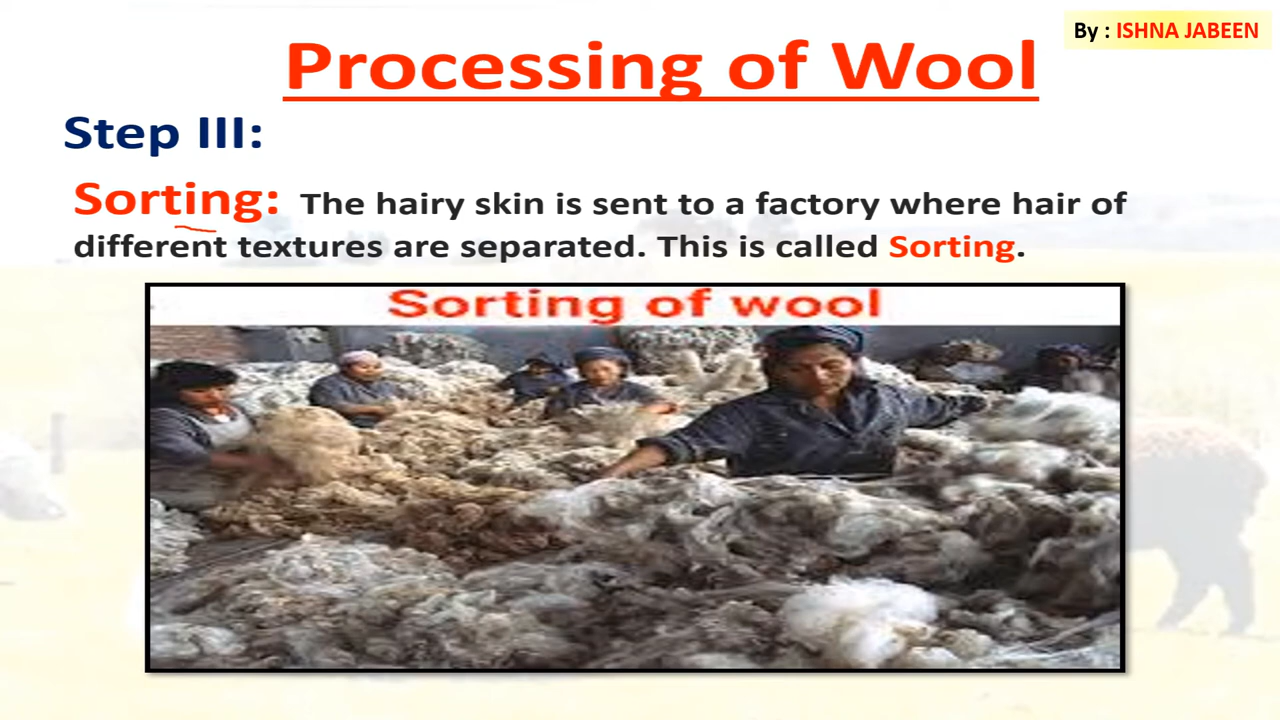 By : ISHNA JABEEN
Processing of Wool
Step III:
Sorting: The hairy skin is sent to a factory where hair of
different textures are separated. This is called Sorting.
Sorting of wool